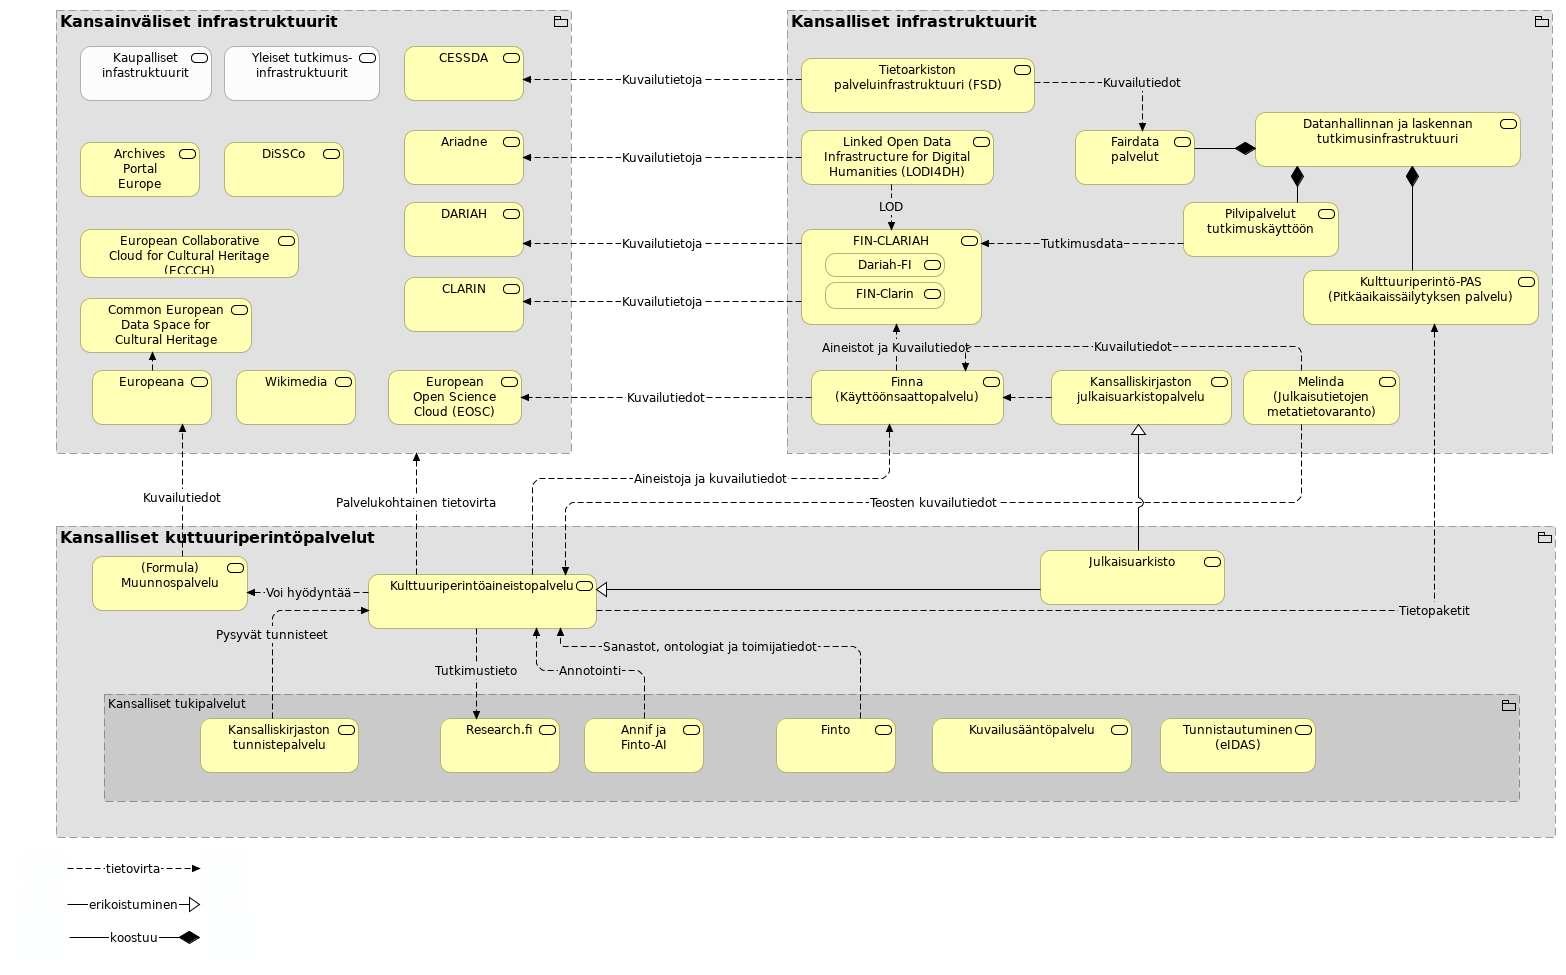 Kansainväliset infrastruktuurit
Kaupalliset
infastruktuurit
Yleiset tutkimus-
infrastruktuurit
CESSDA
Archives
Portal
Europe
DiSSCo
Ariadne
DARIAH
European Collaborative
Cloud for Cultural Heritage
(ECCCH)
CLARIN
Common European
Data Space for
Cultural Heritage
Europeana
Wikimedia
European
Open Science
Cloud (EOSC)
Kuvailutietoja
Kuvailutietoja
Kuvailutietoja
Kuvailutietoja
Kuvailutiedot
Kansalliset infrastruktuurit
Tietoarkiston
palveluinfrastruktuuri (FSD)
Kuvailutiedot
Linked Open Data
Infrastructure for Digital
Humanities (LODI4DH)
Fairdata
palvelut
Datanhallinnan ja laskennan
tutkimusinfrastruktuuri
LOD
FIN-CLARIAH
Dariah-FI
FIN-Clarin
Tutkimusdata
Pilvipalvelut
tutkimuskäyttöön
Kulttuuriperintö-PAS
(Pitkäaikaissäilytyksen palvelu)
Aineistot ja Kuvailutiedot
Kuvailutiedot
Finna
(Käyttöönsaattopalvelu)
Kansalliskirjaston
julkaisuarkistopalvelu
Melinda
(Julkaisutietojen
metatietovaranto)
Kuvailutiedot
Palvelukohtainen tietovirta
Aineistoja ja kuvailutiedot
Teosten kuvailutiedot
Kansalliset kuttuuriperintöpalvelut
(Formula)
Muunnospalvelu
Voi hyödyntää
Kulttuuriperintöaineistopalvelu
Julkaisuarkisto
Tietopaketit
Pysyvät tunnisteet
Tutkimustieto
Annotointi
Sanastot, ontologiat ja toimijatiedot
Kansalliset tukipalvelut
Kansalliskirjaston
tunnistepalvelu
Research.fi
Annif ja
Finto-AI
Finto
Kuvailusääntöpalvelu
Tunnistautuminen
(eIDAS)
tietovirta
erikoistuminen
koostuu